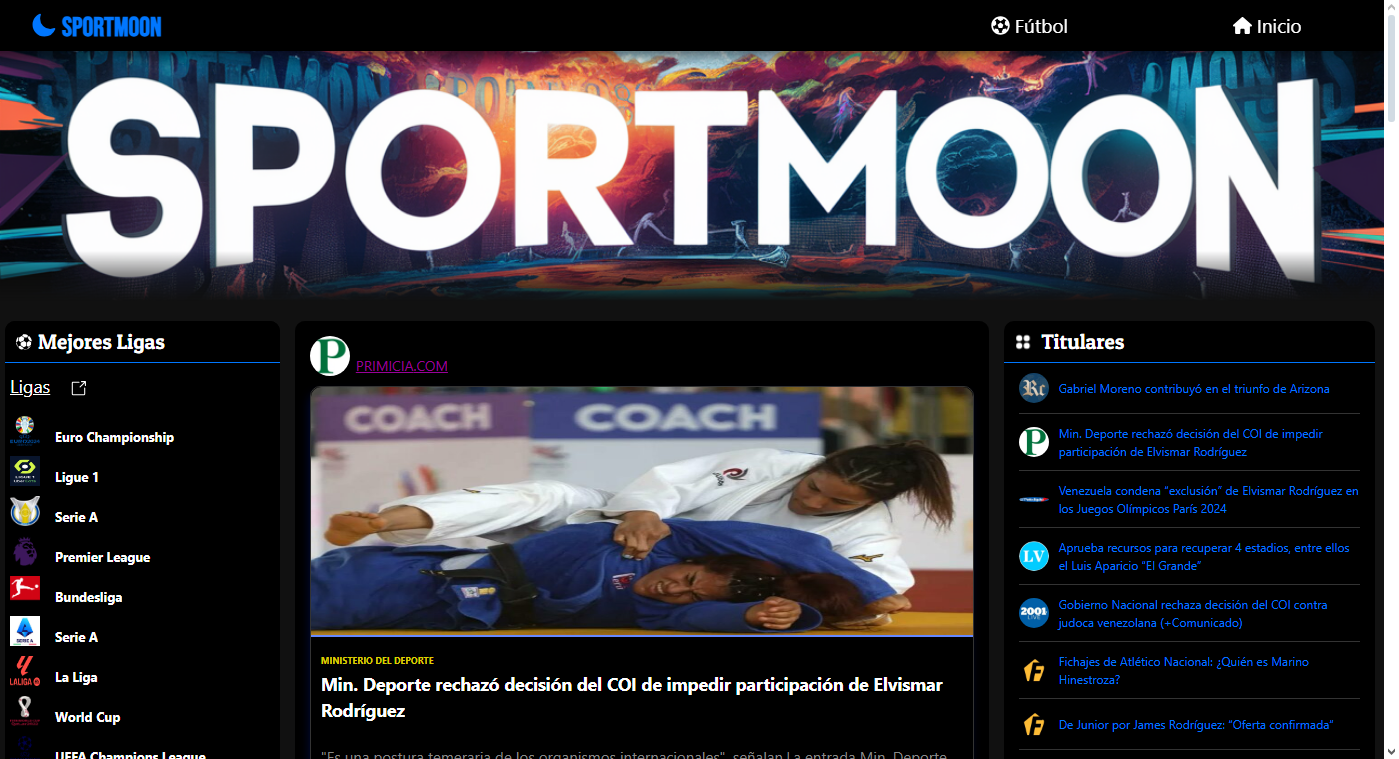 SPORTMOON
Fútbol
Inicio
SPORTMOON
Mejores Ligas
Ligas
Euro Championship
Ligue 1
Serie A
Premier League
Bundesliga
Serie A
La Liga
World Cup
UEFA Champions League
P
PRIMICIA.COM
COACH
COACH
MINISTERIO DEL DEPORTE
Min. Deporte rechazó decisión del COI de impedir participación de Elvismar
Rodríguez
"Es una postura temeraria de los organismos internacionales", señalan La entrada Min. Deporte
Titulares
Rc
Gabriel Moreno contribuyó en el triunfo de Arizona
P
Min. Deporte rechazó decisión del COI de impedir
participación de Elvismar Rodríguez
Venezuela condena “exclusión” de Elvismar Rodríguez en
los Juegos Olímpicos París 2024
LV
Aprueba recursos para recuperar 4 estadios, entre ellos
el Luis Aparicio “El Grande”
2001
LIVE
Gobierno Nacional rechaza decisión del COI contra
judoca venezolana (+Comunicado)
Fichajes de Atlético Nacional: ¿Quién es Marino
Hinestroza?
De Junior por James Rodríguez: “Oferta confirmada”